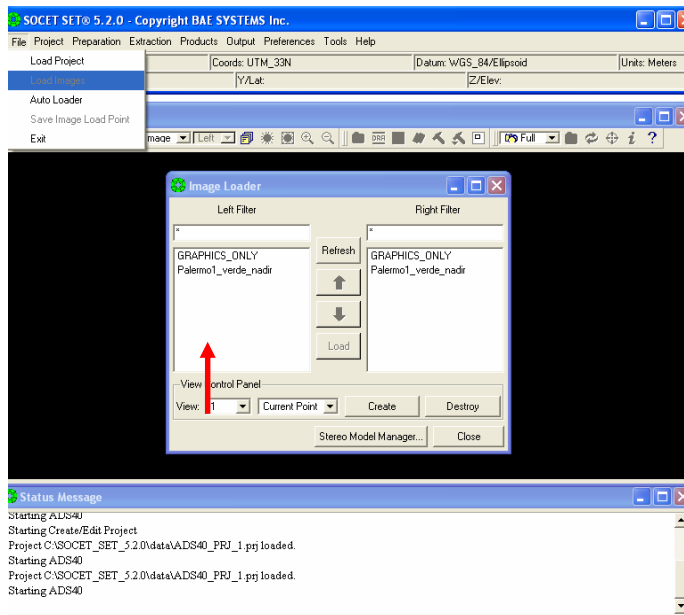 SOCET SET® 5.2.0 - Copyright BAE SYSTEMS Inc.
File Project Preparation Extraction Products Output Preferences Tools Help
Load Project
Load Images
Auto Loader
Save Image Load Point
Exit
Coords: UTM_33N Datum: WGS_84/Ellipsoid Units: Meters
Y/Lat: Z/Elev:
Left DRA Full
Image Loader
Left Filter Right Filter
* *
GRAPHICS_ONLY Refresh GRAPHICS_ONLY
Palermo1_verde_nadir Palermo1_verde_nadir
Load
View Control Panel
View: 1 Current Point Create Destroy
Stereo Model Manager... Close
Status Message
Starting ADS40
Starting Create/Edit Project
Project C:\SOCET_SET_5.2.0\data\ADS40_PRJ_1.prj loaded.
Starting ADS40
Project C:\SOCET_SET_5.2.0\data\ADS40_PRJ_1.prj loaded.
Starting ADS40